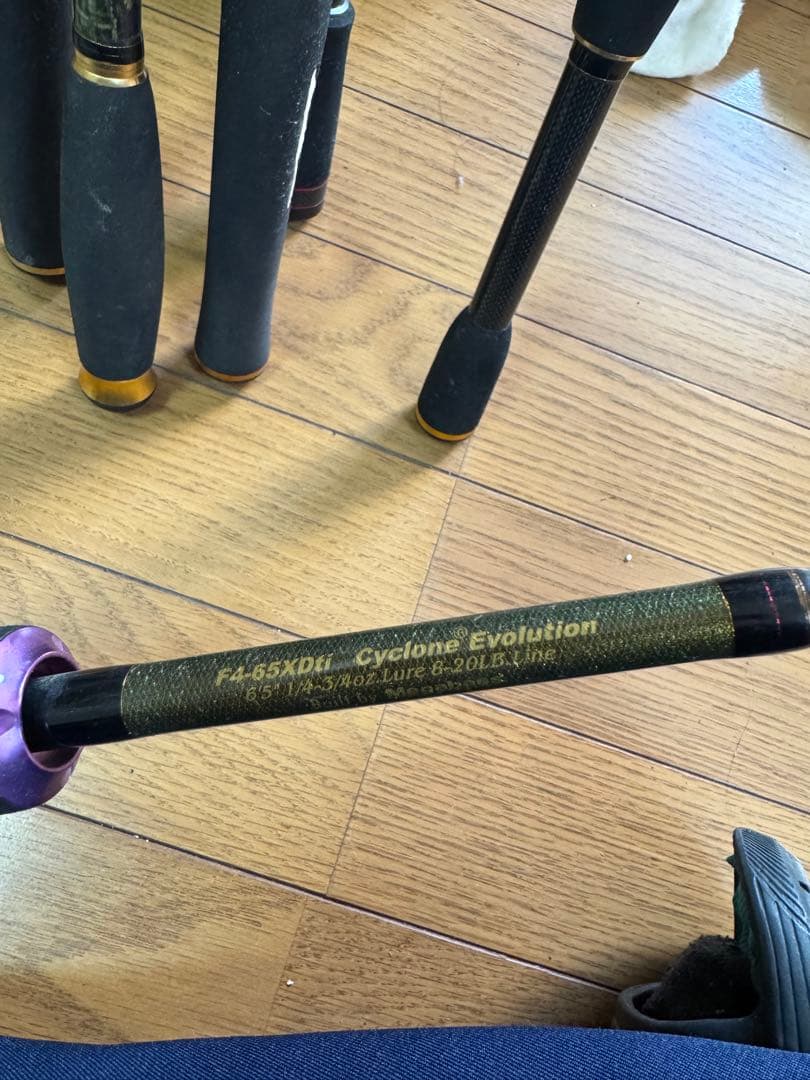 F4-65XDti Cyclone® Evolution
6'5" 1/4-3/4oz.Lure 8-20LB.Line